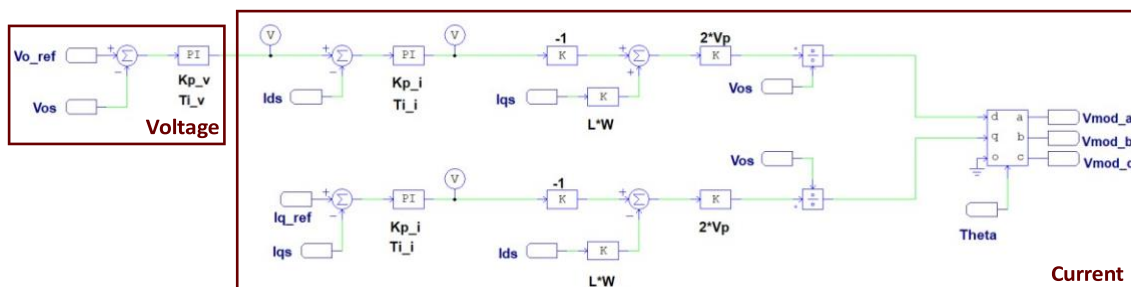 Vo_ref
Vos
PI
Kp_v
Ti_v
Voltage
V
Ids
PI
Kp_i
Ti_i
V
-1
K
Iqs
K
L*W
2*Vp
K
Vos
Iq_ref
Iqs
PI
Kp_i
Ti_i
V
-1
K
Ids
K
L*W
K
2*Vp
Vos
d a
q b
o c
Vmod_a
Vmod_b
Theta
Current